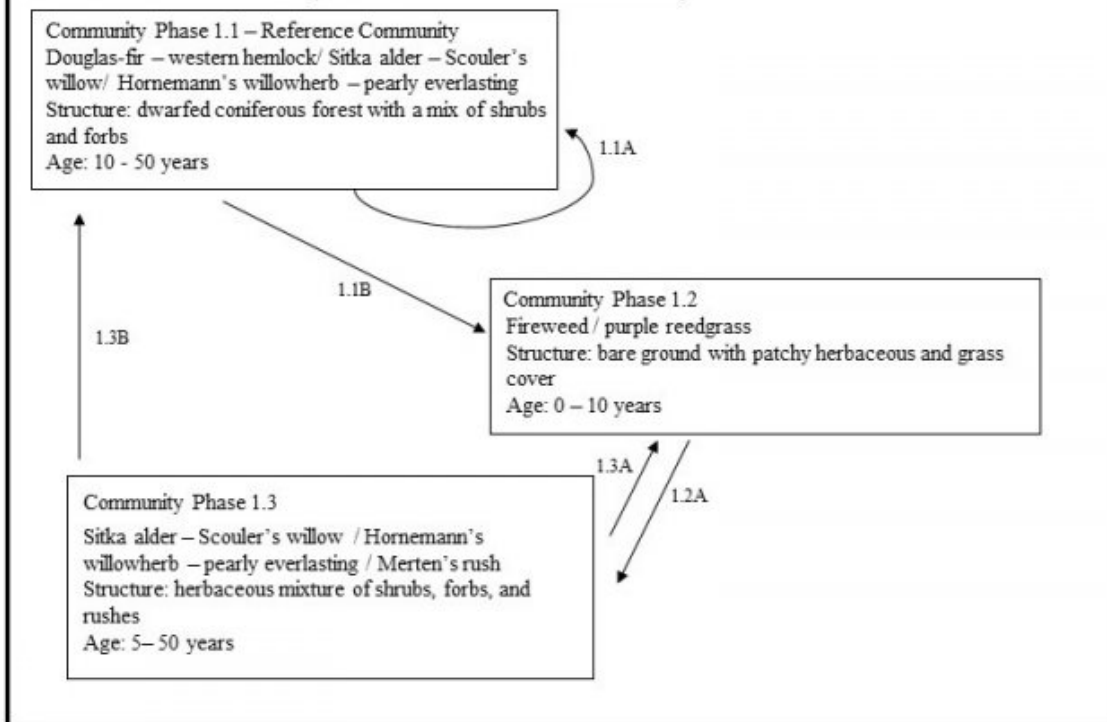 Community Phase 1.1 – Reference Community
Douglas-fir – western hemlock/ Sitka alder – Scouler's
willow/ Hornemann's willowherb – pearly everlasting
Structure: dwarfed coniferous forest with a mix of shrubs
and forbs
Age: 10 - 50 years
1.1A
1.1B
1.3B
Community Phase 1.2
Fireweed / purple reedgrass
Structure: bare ground with patchy herbaceous and grass
cover
Age: 0 – 10 years
1.3A
1.2A
Community Phase 1.3
Sitka alder – Scouler's willow / Hornemann's
willowherb – pearly everlasting / Merten's rush
Structure: herbaceous mixture of shrubs, forbs, and
rushes
Age: 5– 50 years